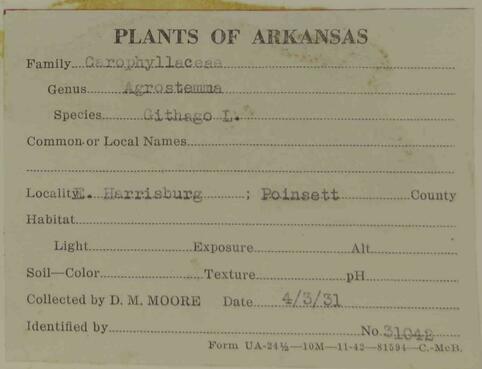 PLANTS OF ARKANSAS
Family Carophyllaceae
Genus Agrostemma
Species Githago L.
Common or Local Names
Locality E. Harrisburg ; Poinsett County
Habitat
Light Exposure Alt.
Soil—Color Texture pH
Collected by D. M. MOORE Date 4/3/31
Identified by No. 31042
Form UA-24½—10M—11-42—81594—C.-McB.